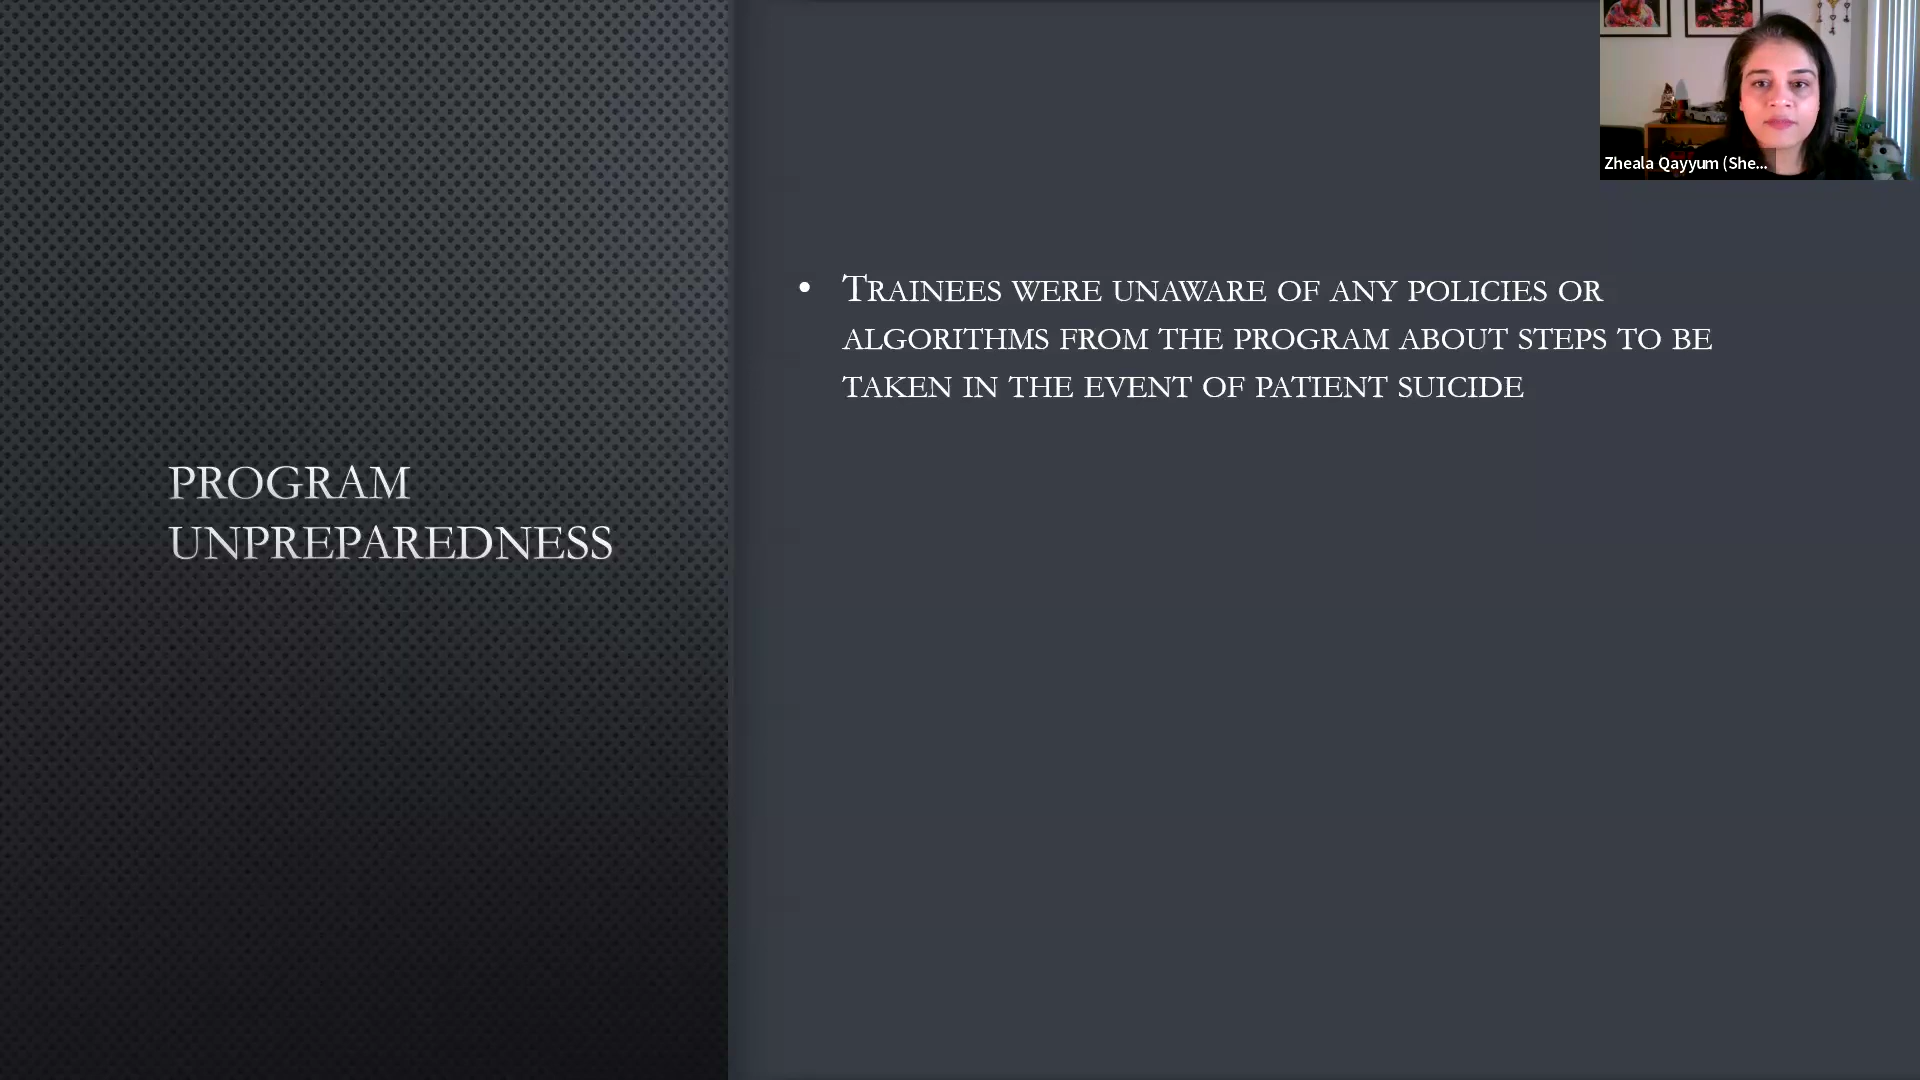 PROGRAM
UNPREPAREDNESS
• TRAINEES WERE UNAWARE OF ANY POLICIES OR
ALGORITHMS FROM THE PROGRAM ABOUT STEPS TO BE
TAKEN IN THE EVENT OF PATIENT SUICIDE
Zheala Qayyum (She...